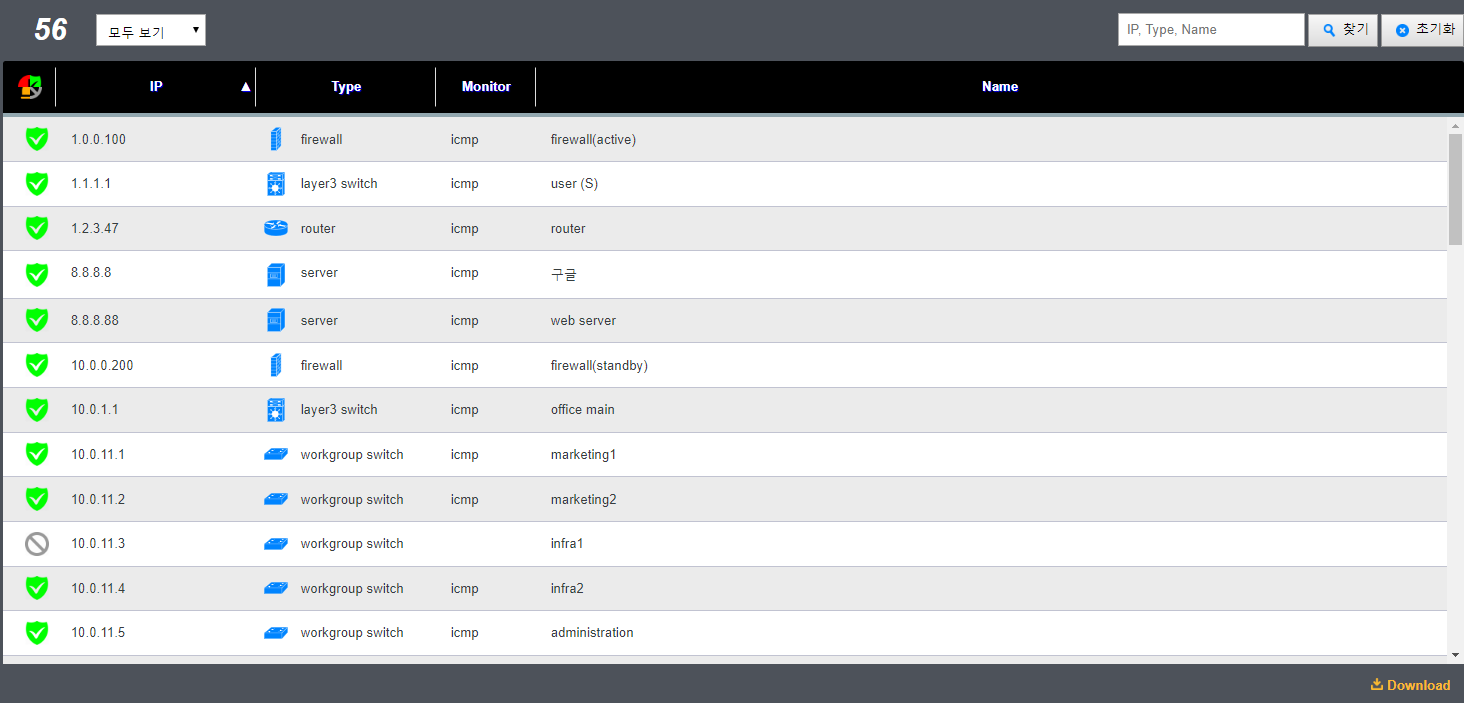 56 모두 보기 IP, Type, Name 찾기 초기화
IP ▲ Type Monitor Name
1.0.0.100 firewall icmp firewall(active)
1.1.1.1 layer3 switch icmp user (S)
1.2.3.47 router icmp router
8.8.8.8 server icmp 구글
8.8.8.88 server icmp web server
10.0.0.200 firewall icmp firewall(standby)
10.0.1.1 layer3 switch icmp office main
10.0.11.1 workgroup switch icmp marketing1
10.0.11.2 workgroup switch icmp marketing2
10.0.11.3 workgroup switch infra1
10.0.11.4 workgroup switch icmp infra2
10.0.11.5 workgroup switch icmp administration
Download